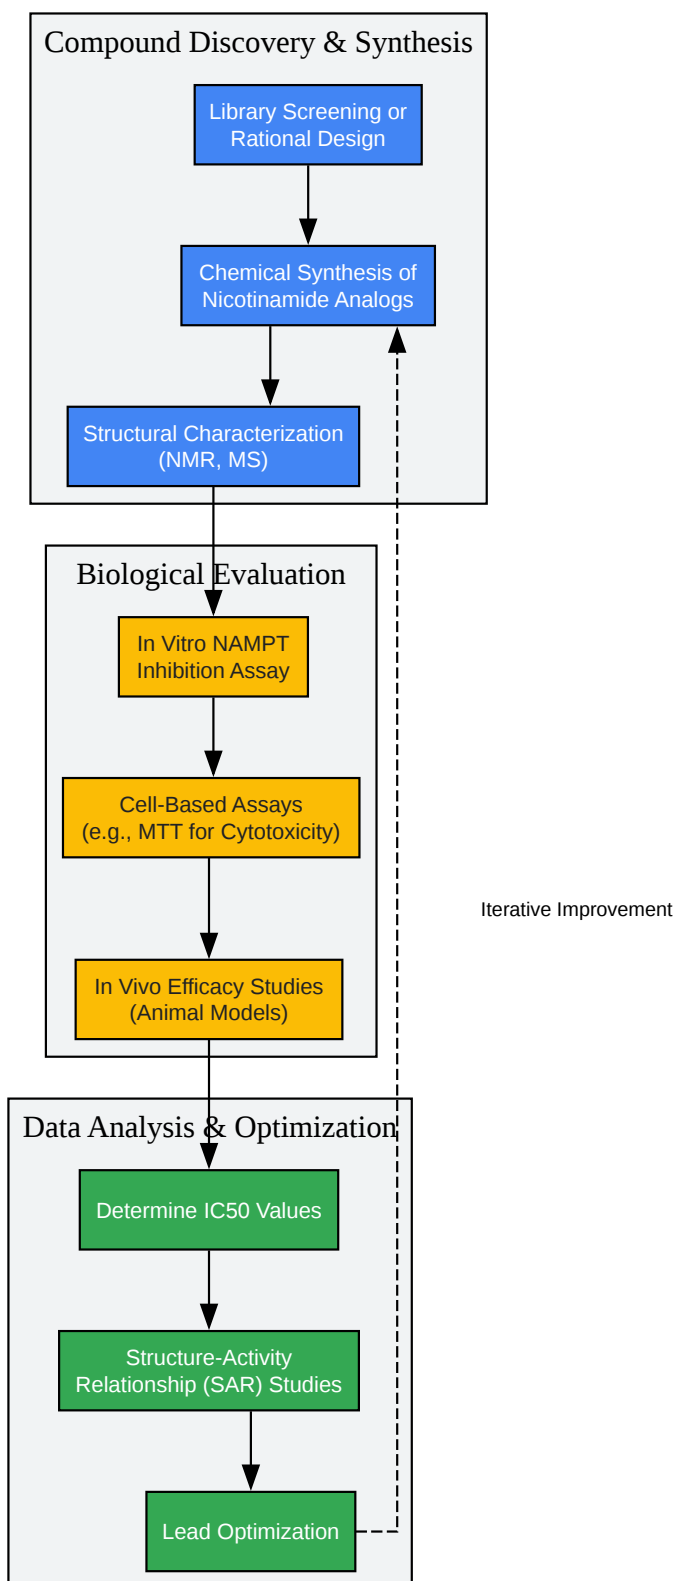 Compound Discovery & Synthesis
Library Screening or
Rational Design
Chemical Synthesis of
Nicotinamide Analogs
Structural Characterization
(NMR, MS)
Biological Evaluation
In Vitro NAMPT
Inhibition Assay
Cell-Based Assays
(e.g., MTT for Cytotoxicity)
Iterative Improvement
In Vivo Efficacy Studies
(Animal Models)
Data Analysis & Optimization
Determine IC50 Values
Structure-Activity
Relationship (SAR) Studies
Lead Optimization